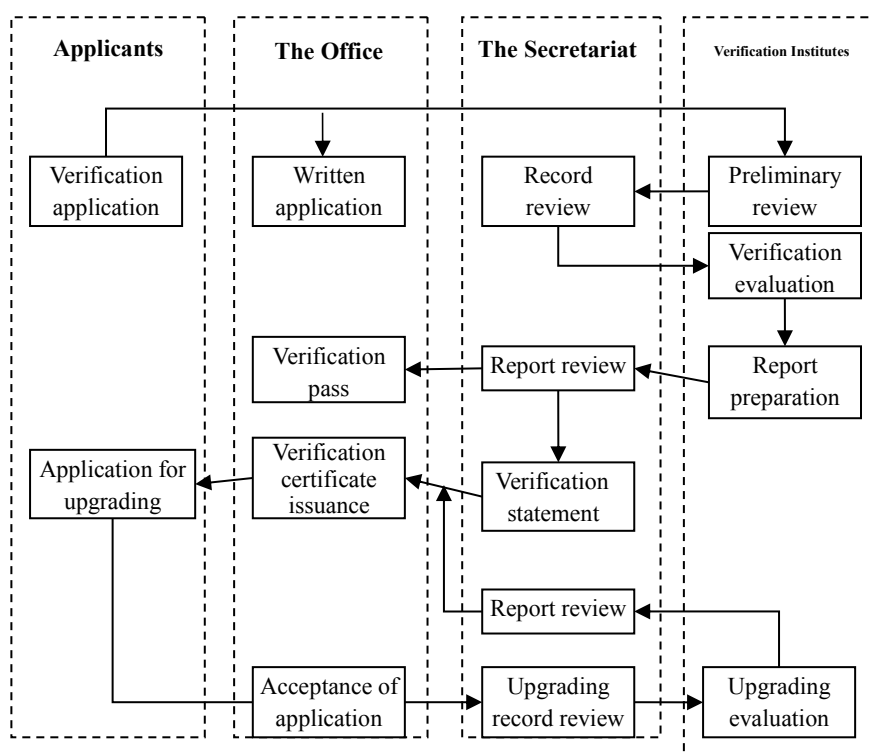 Applicants
The Office
The Secretariat
Verification Institutes
Verification
application
Written
application
Record
review
Preliminary
review
Verification
evaluation
Verification
pass
Report review
Report
preparation
Application for
upgrading
Verification
certificate
issuance
Verification
statement
Report review
Acceptance of
application
Upgrading
record review
Upgrading
evaluation